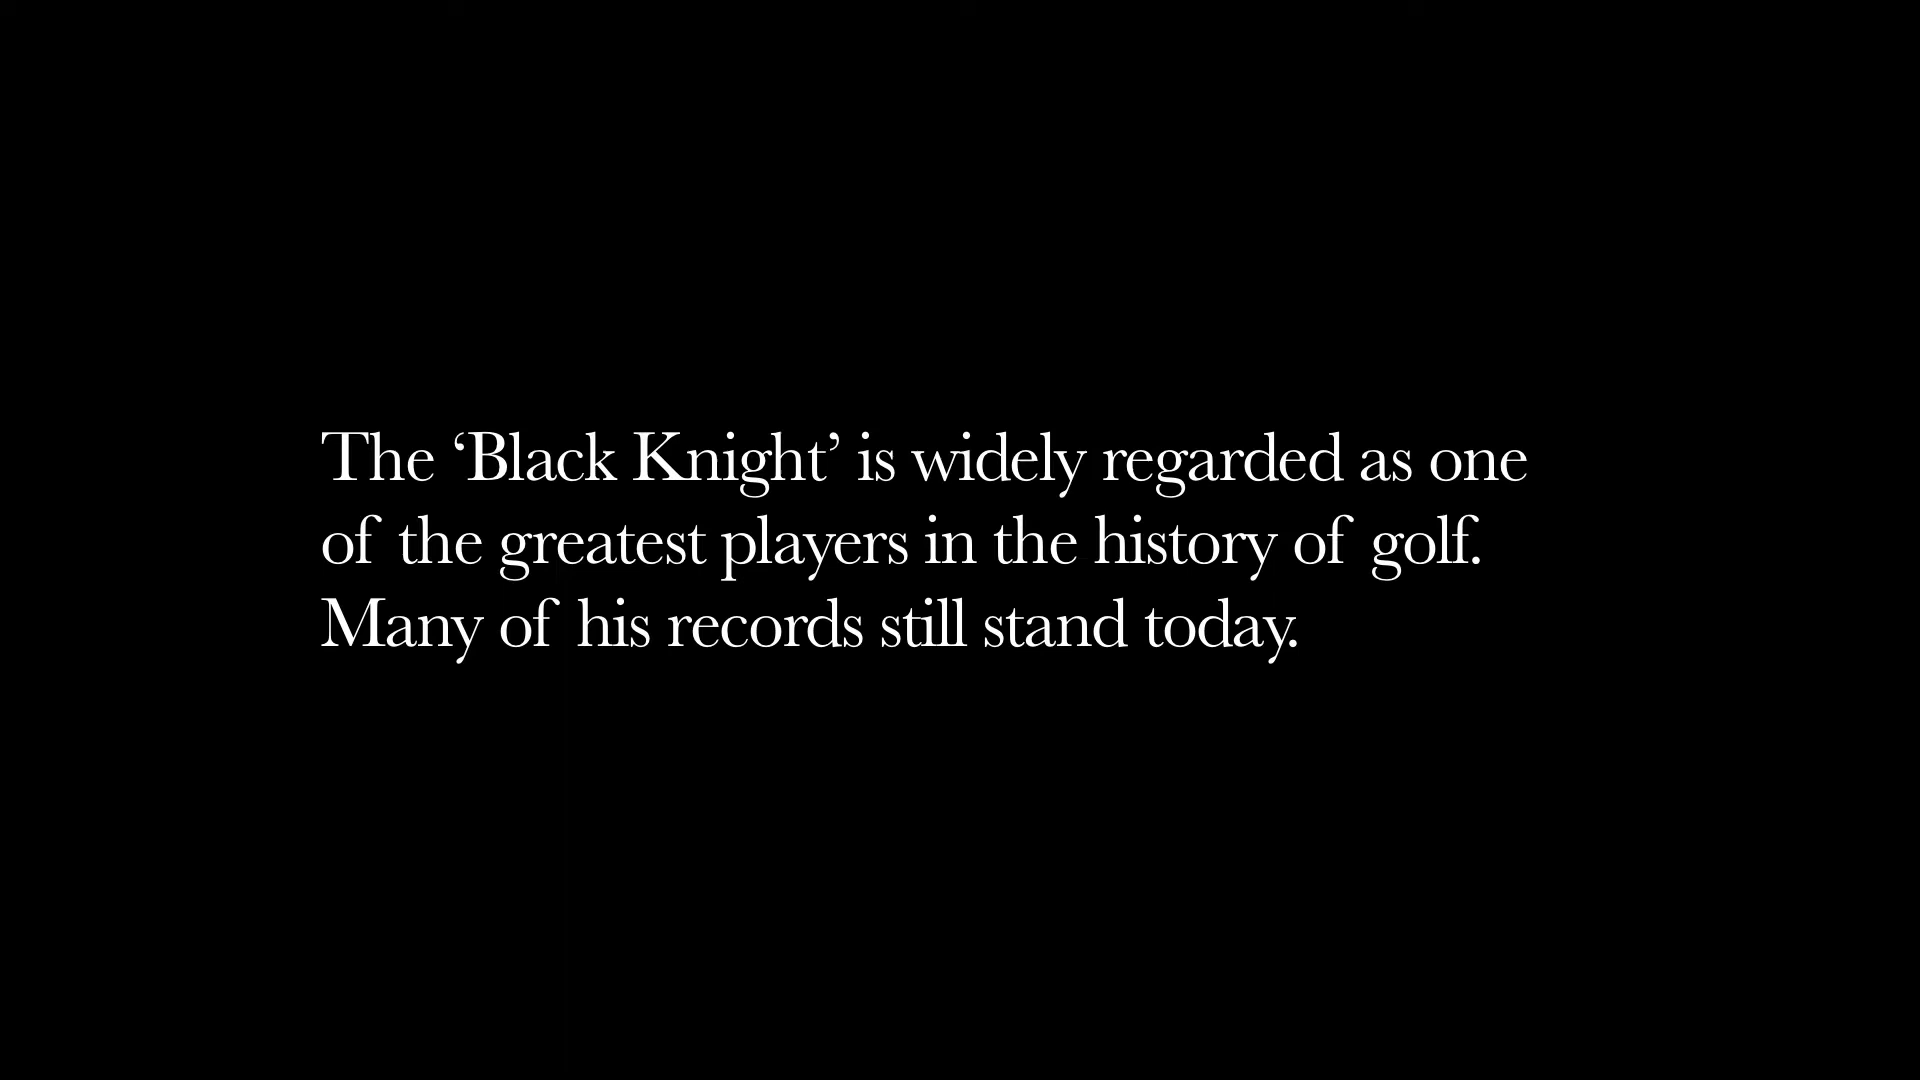 The ‘Black Knight’ is widely regarded as one
of the greatest players in the history of golf.
Many of his records still stand today.